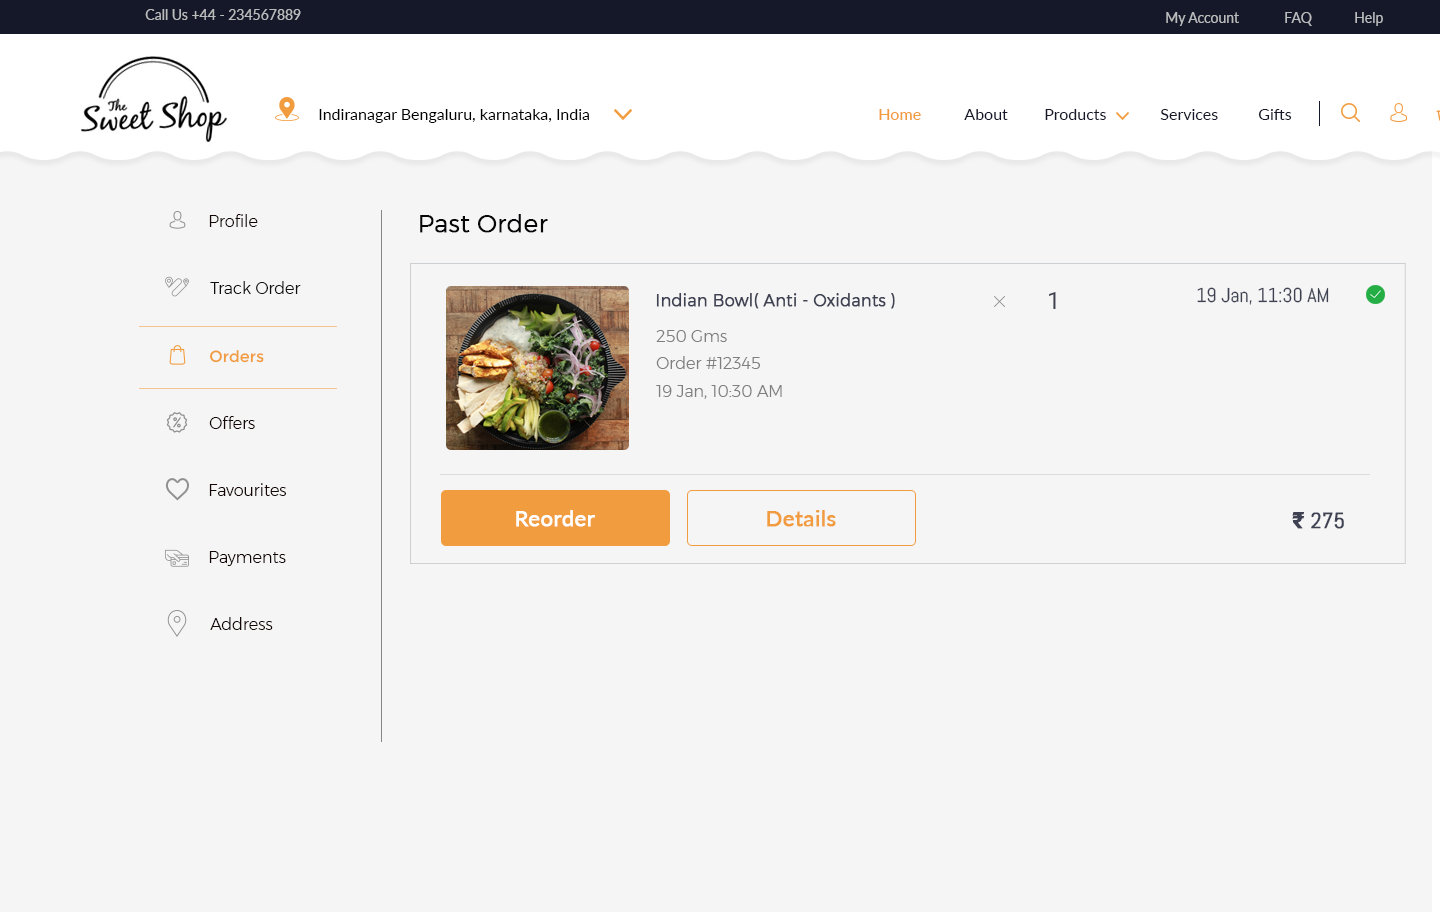 Call Us +44 - 234567889
My Account
FAQ
Help
The
Sweet Shop
Indiranagar Bengaluru, karnataka, India
Home
About
Products
Services
Gifts
Profile
Track Order
Orders
Offers
Favourites
Payments
Address
Past Order
Indian Bowl( Anti - Oxidants )
1
19 Jan, 11:30 AM
250 Gms
Order #12345
19 Jan, 10:30 AM
Reorder
Details
₹ 275